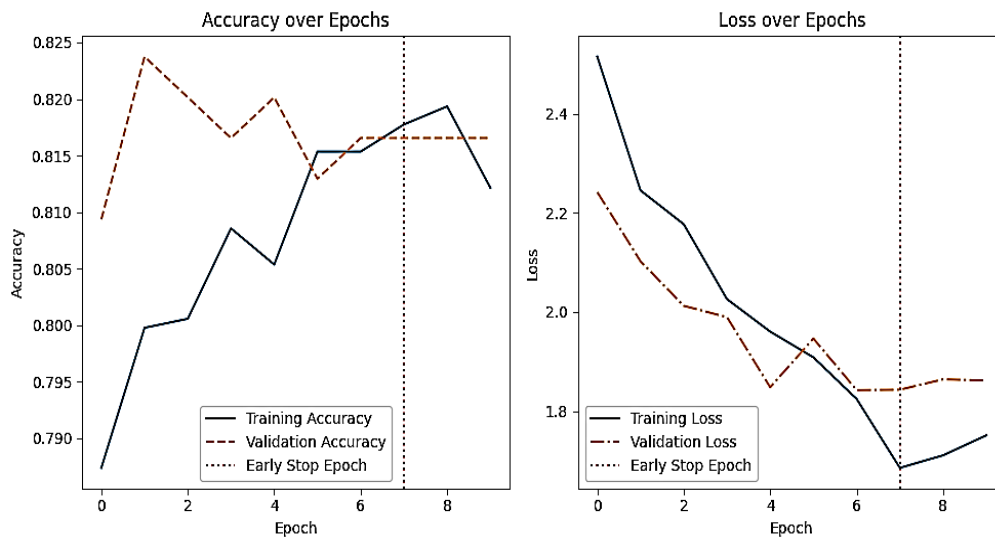 Accuracy over Epochs
0.825
0.820
0.815
0.810
0.805
0.800
0.795
0.790
Accuracy
Training Accuracy
Validation Accuracy
Early Stop Epoch
0 2 4 6 8
Epoch
Loss over Epochs
2.4
2.2
2.0
1.8
Loss
Training Loss
Validation Loss
Early Stop Epoch
0 2 4 6 8
Epoch